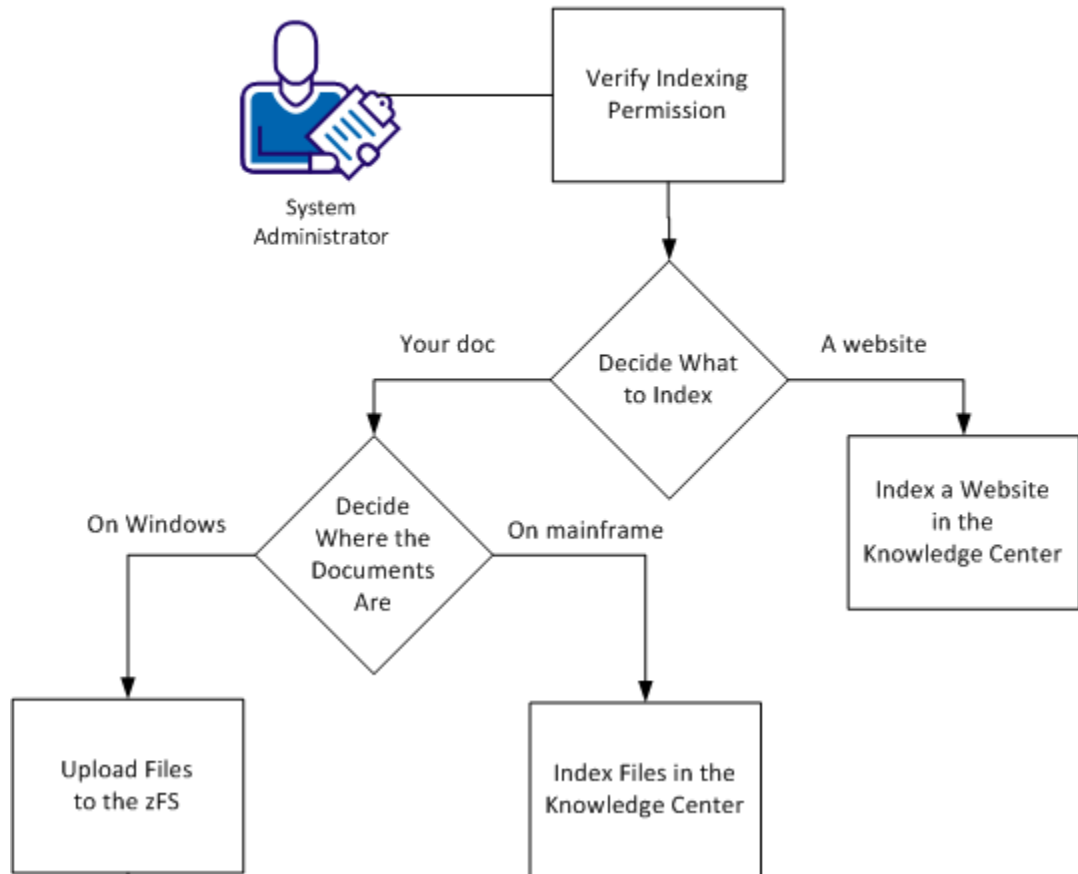 Verify Indexing
Permission
System
Administrator
Your doc
A website
Decide What
to Index
On Windows
Decide
Where the
Documents
Are
On mainframe
Index a Website
in the
Knowledge Center
Upload Files
to the zFS
Index Files in the
Knowledge Center